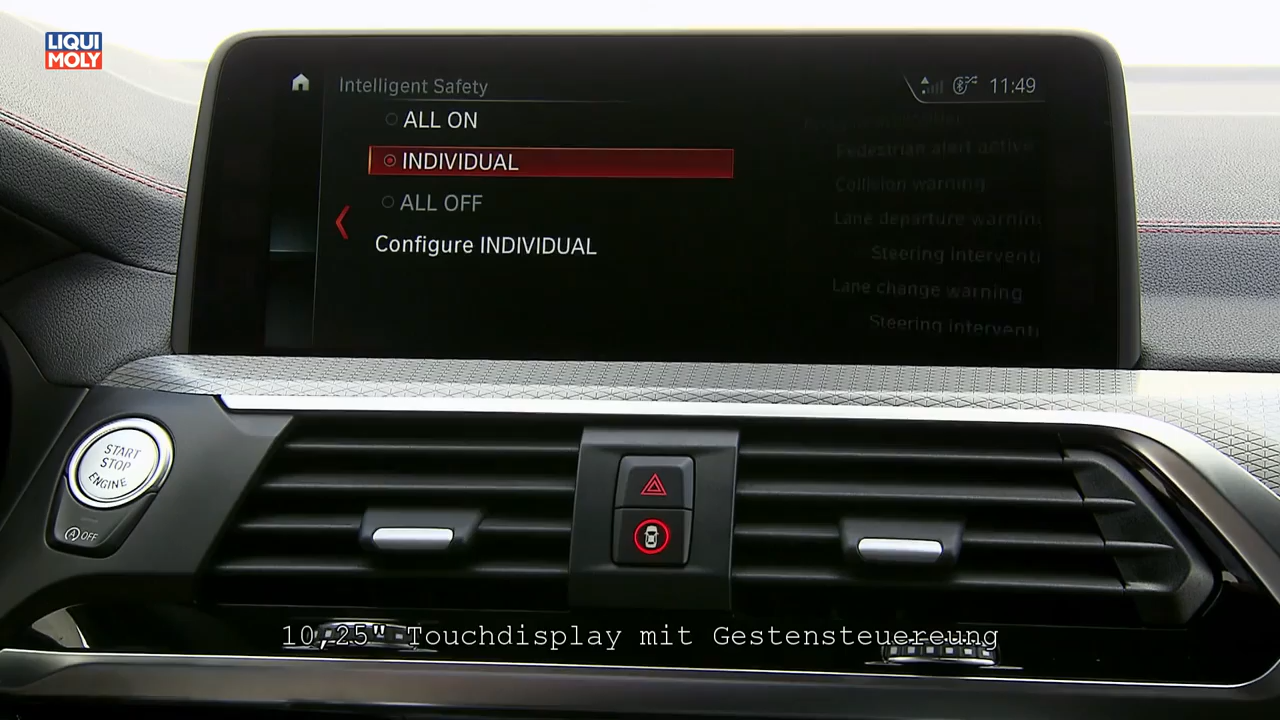 LIQUI
MOLY
Intelligent Safety
11:49
ALL ON
INDIVIDUAL
ALL OFF
Configure INDIVIDUAL
Pedestrian alert active
Collision warning
Lane departure warning
Steering interventi
Lane change warning
Steering interventi
START
STOP
ENGINE
OFF
10,25" Touchdisplay mit Gestensteuereung